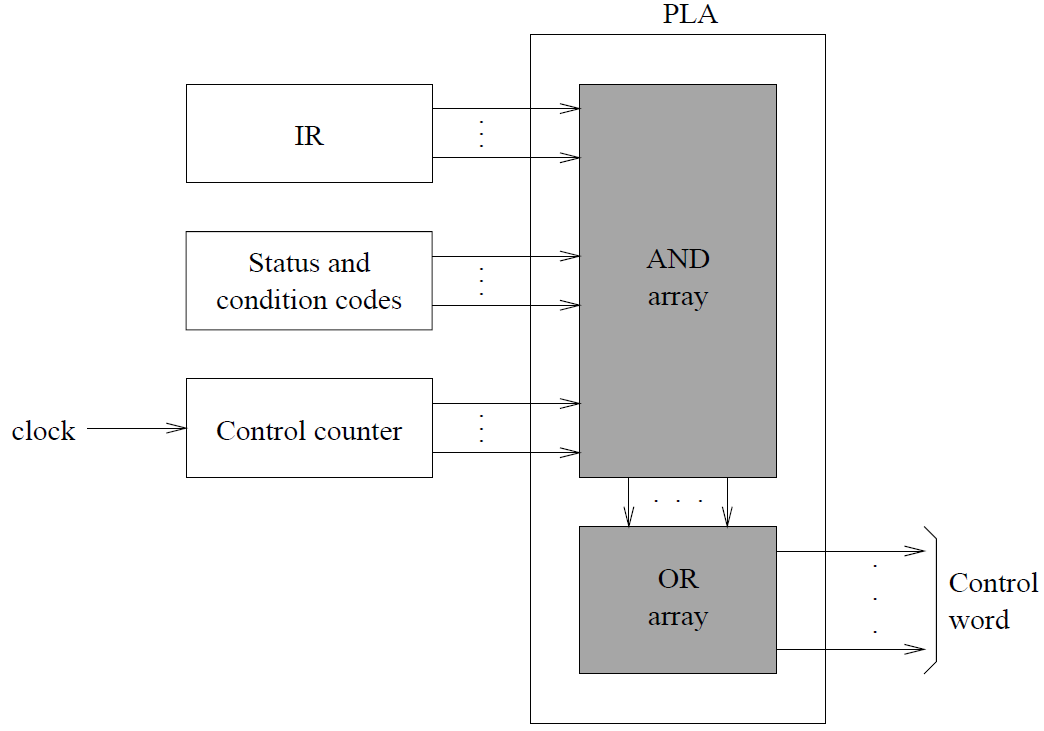 PLA
IR
Status and
condition codes
AND
array
clock
Control counter
OR
array
Control
word